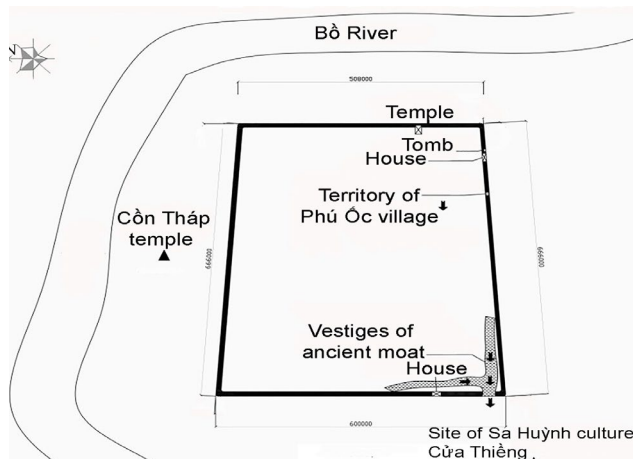 Bồ River
N
508000
Temple
Tomb
House
Territory of
Phú Ốc village
Cồn Tháp
temple
666000
666000
Vestiges of
ancient moat
House
600000
Site of Sa Huỳnh culture
Cửa Thiềng